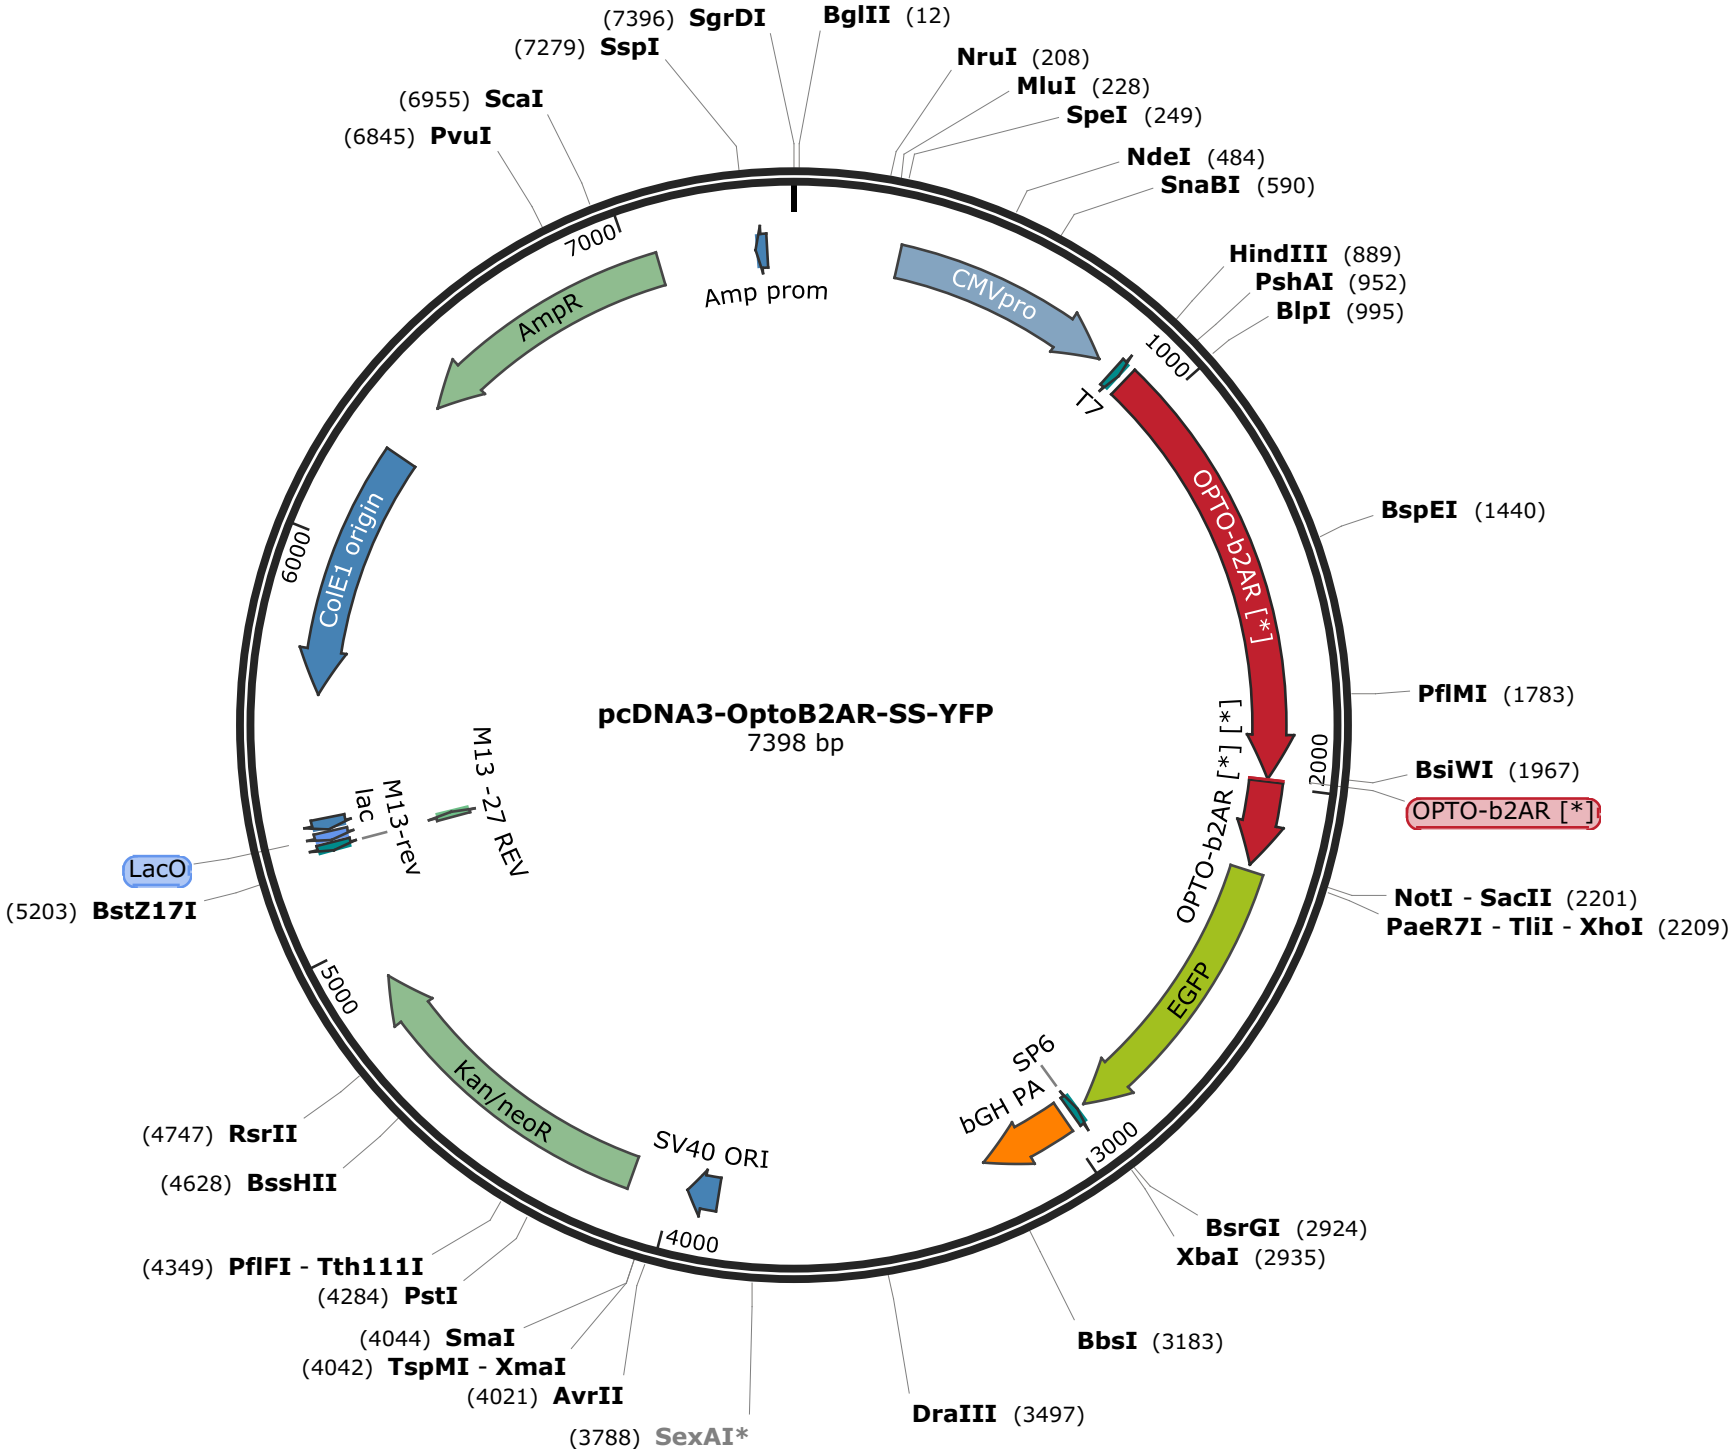 (7396) SgrDI
BglII (12)
(7279) SspI
NruI (208)
(6955) ScaI
MluI (228)
(6845) PvuI
SpeI (249)
NdeI (484)
SnaBI (590)
7000
HindIII (889)
PshAI (952)
BlpI (995)
Amp prom
CMVpro
AmpR
1000
T7
OPTO-b2AR [*]
BspEI (1440)
ColE1 origin
6000
PflMI (1783)
pcDNA3-OptoB2AR-SS-YFP
7398 bp
2000
BsiWI (1967)
OPTO-b2AR [*]
OPTO-b2AR [*] [*]
M13 -27 REV
M13-rev
lac
LacO
(5203) BstZ17I
NotI - SacII (2201)
PaeR7I - TliI - XhoI (2209)
5000
EGFP
SP6
bGH PA
3000
Kan/neoR
SV40 ORI
4000
(4747) RsrII
(4628) BssHII
BsrGI (2924)
XbaI (2935)
(4349) PflFI - Tth111I
(4284) PstI
(4044) SmaI
BbsI (3183)
(4042) TspMI - XmaI
(4021) AvrII
DraIII (3497)
(3788) SexAI*